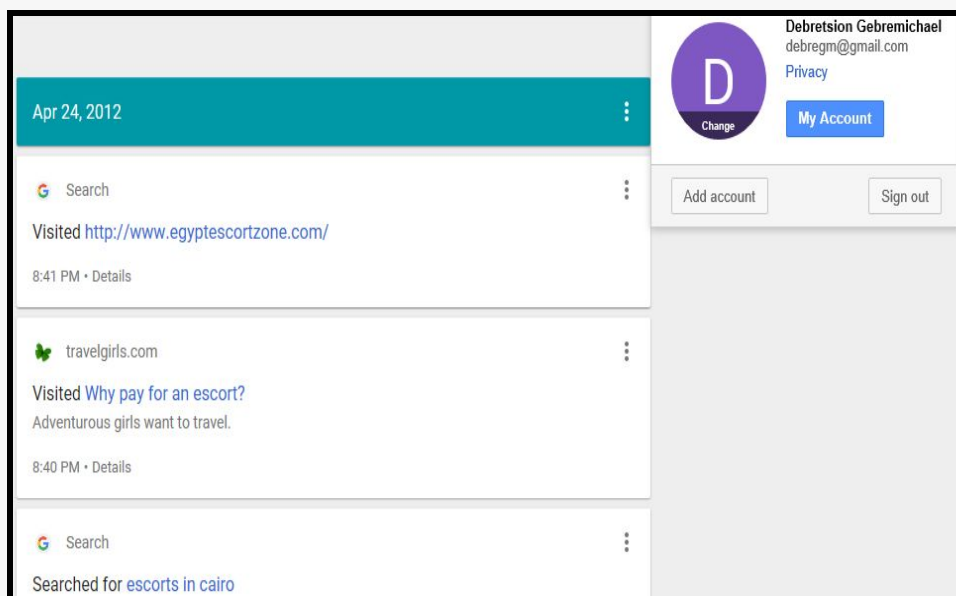 Debretsion Gebremichael
debregm@gmail.com
Privacy
D
Change
My Account
Add account
Sign out
Apr 24, 2012
Search
Visited http://www.egyptescortzone.com/
8:41 PM • Details
travelgirls.com
Visited Why pay for an escort?
Adventurous girls want to travel.
8:40 PM • Details
Search
Searched for escorts in cairo